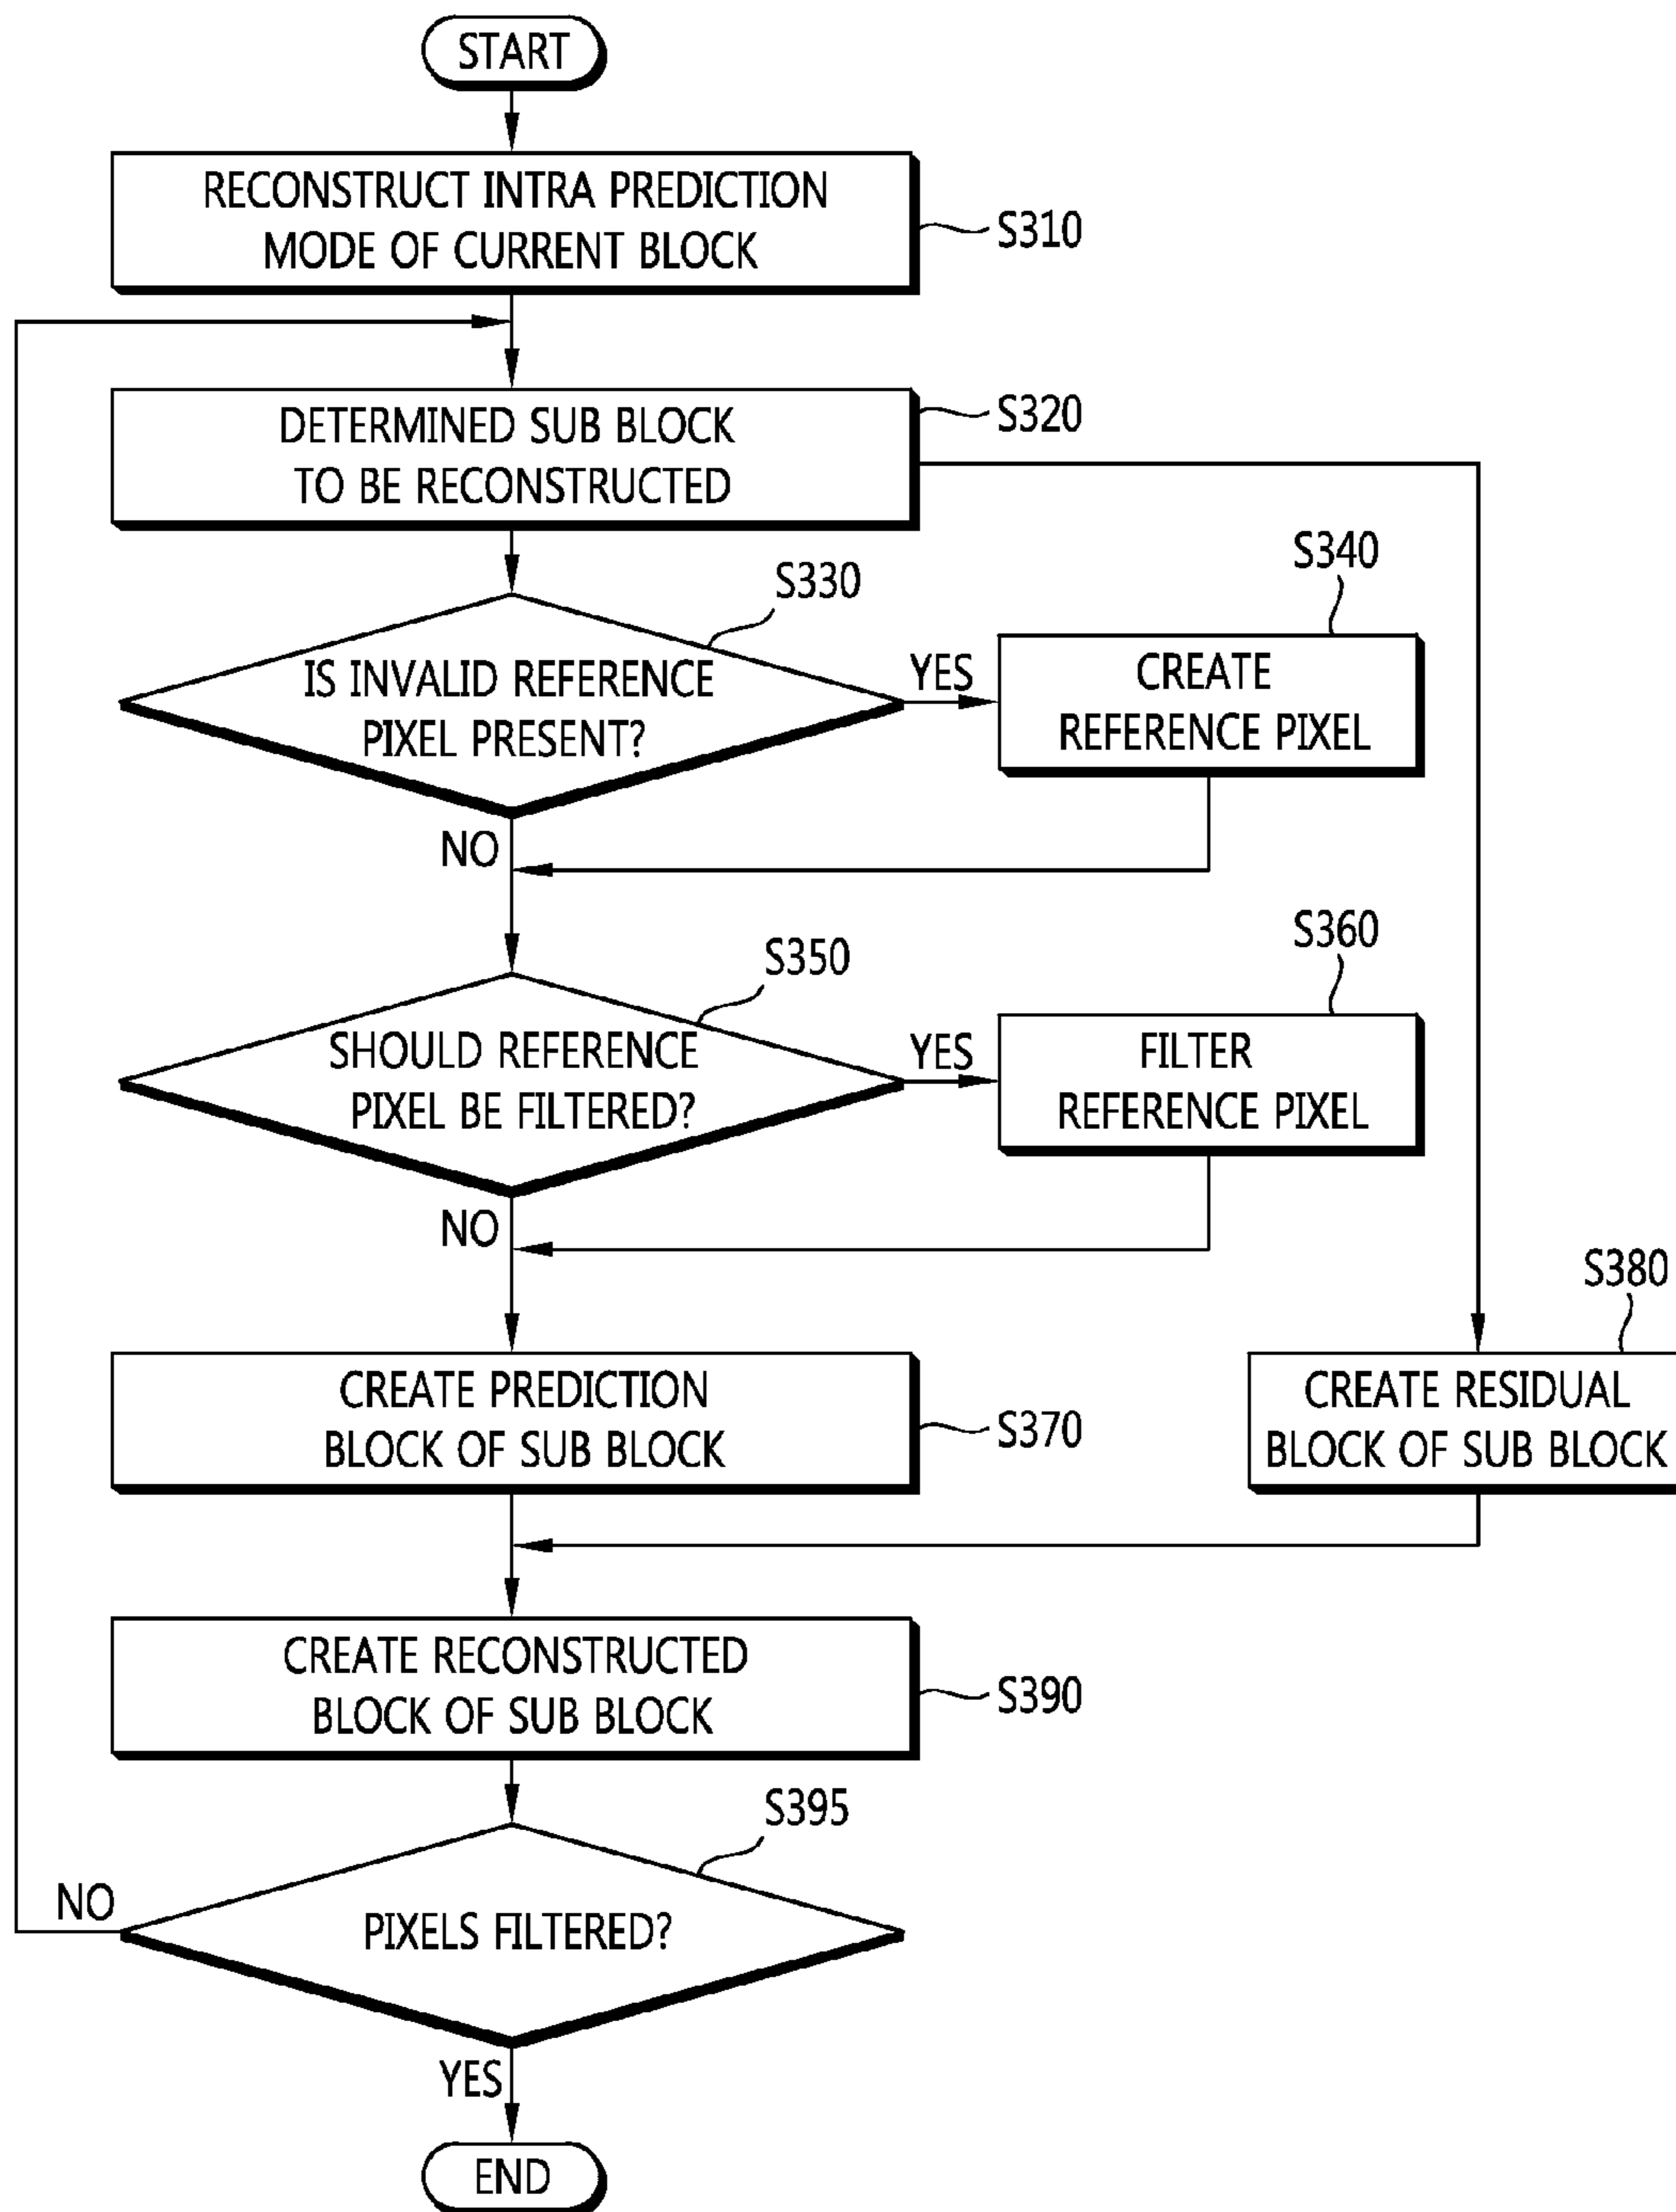 START
RECONSTRUCT INTRA PREDICTION
MODE OF CURRENT BLOCK
S310
DETERMINED SUB BLOCK
TO BE RECONSTRUCTED
S320
S330
IS INVALID REFERENCE
PIXEL PRESENT?
YES
NO
S340
CREATE
REFERENCE PIXEL
S350
SHOULD REFERENCE
PIXEL BE FILTERED?
YES
NO
S360
FILTER
REFERENCE PIXEL
CREATE PREDICTION
BLOCK OF SUB BLOCK
S370
S380
CREATE RESIDUAL
BLOCK OF SUB BLOCK
CREATE RECONSTRUCTED
BLOCK OF SUB BLOCK
S390
S395
PIXELS FILTERED?
NO
YES
END